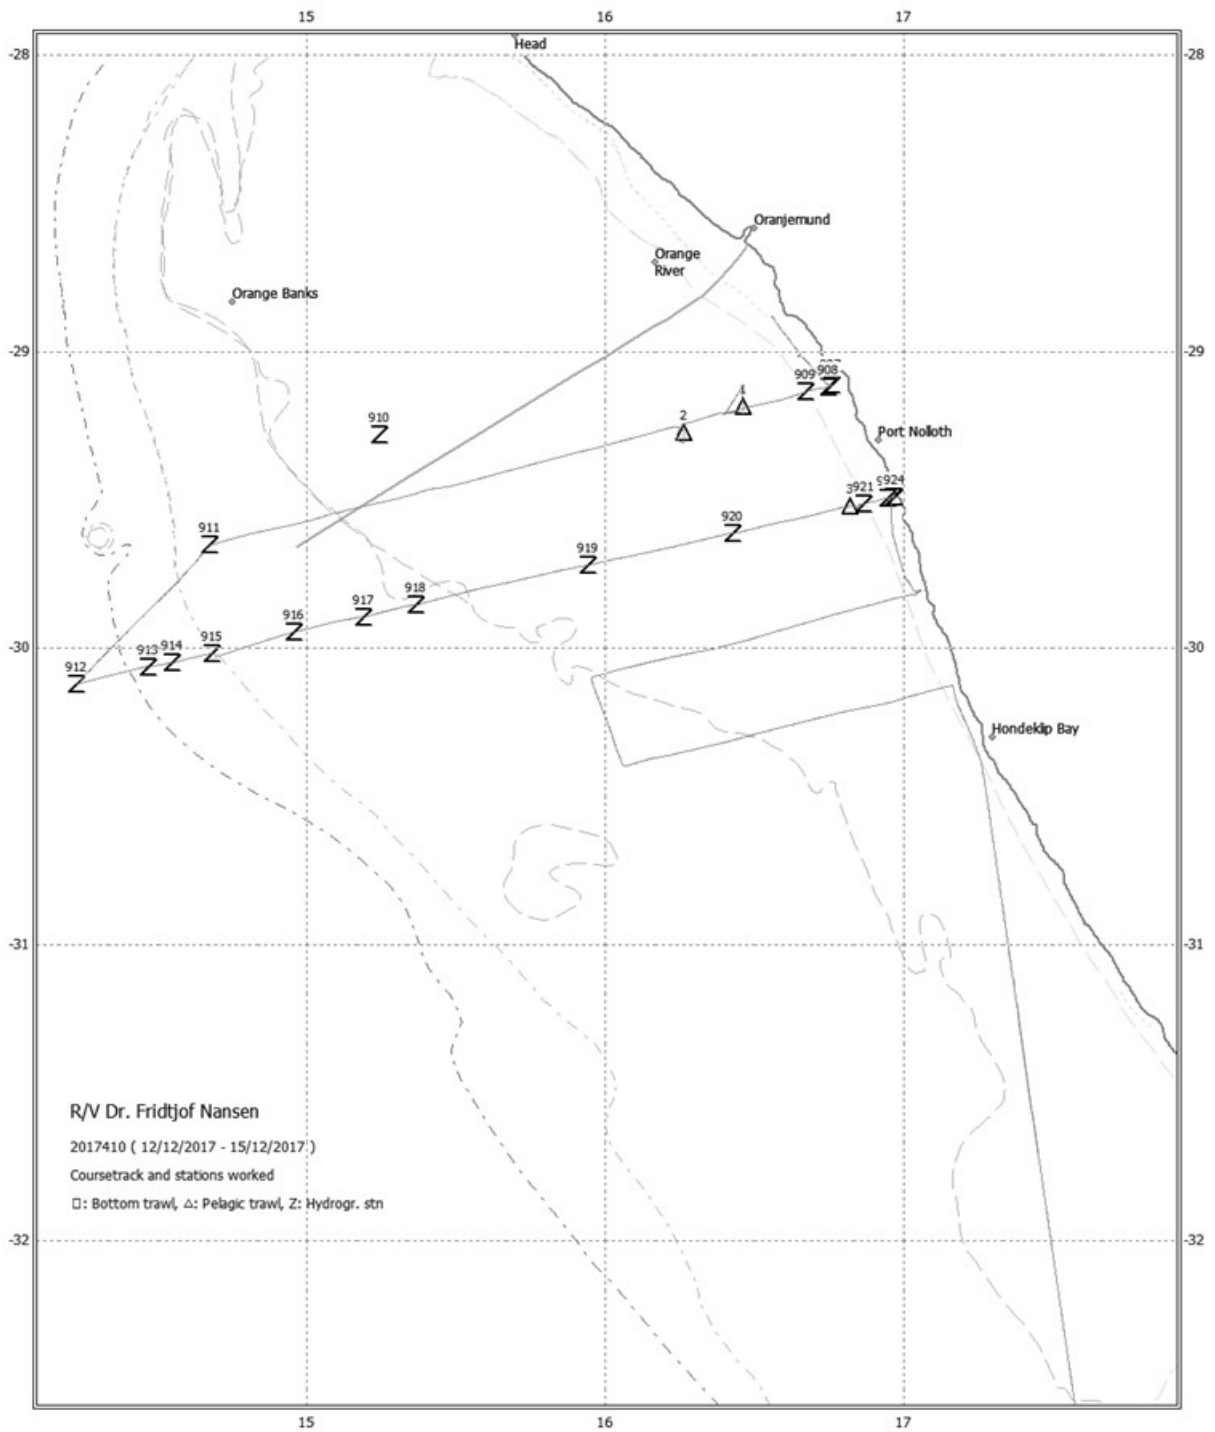 15 16 17
-28 -28
Head
Oranjemund
Orange
River
Orange Banks
-29 -29
909 908
1
2
910
Port Nolloth
924
3 921
911
920
919
918
917
916
915
914
913
912
-30 -30
Hondeklip Bay
-31 -31
R/V Dr. Fridtjof Nansen
2017410 ( 12/12/2017 - 15/12/2017 )
Coursetrack and stations worked
□: Bottom trawl, △: Pelagic trawl, Z: Hydrogr. stn
-32 -32
15 16 17